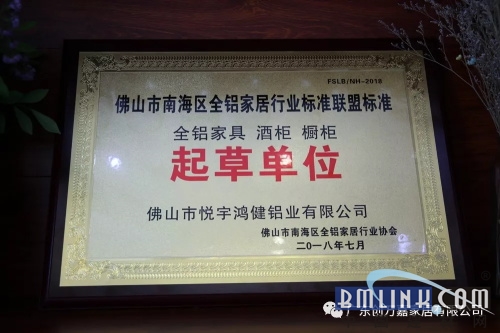 FSLB/NH-2018
佛山市南海区全铝家居行业标准联盟标准
全铝家具 酒柜 橱柜
起草单位
佛山市悦宇鸿健铝业有限公司
佛山市南海区全铝家居行业协会
二〇一八年七月
BMLINK.COM
广东创力嘉家居有限公司